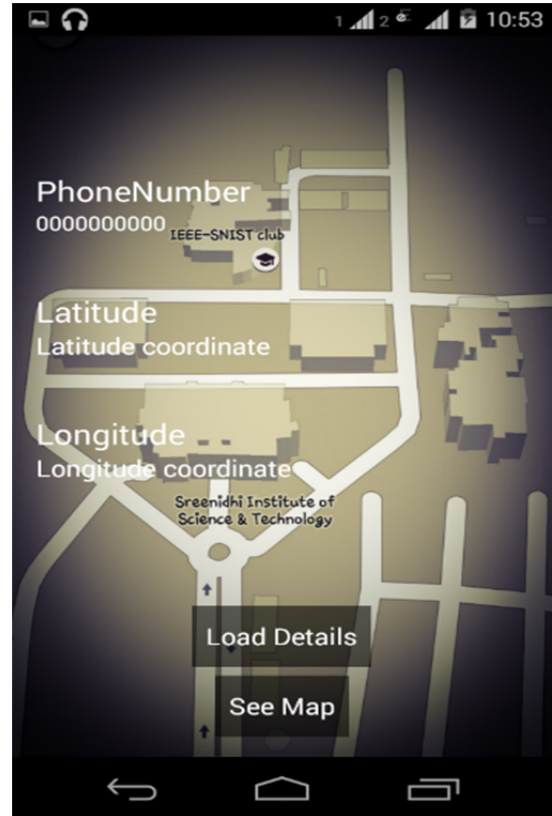 1 2 10:53
PhoneNumber
0000000000
IEEE-SNIST club
Latitude
Latitude coordinate
Longitude
Longitude coordinate
Sreenidhi Institute of
Science & Technology
Load Details
See Map